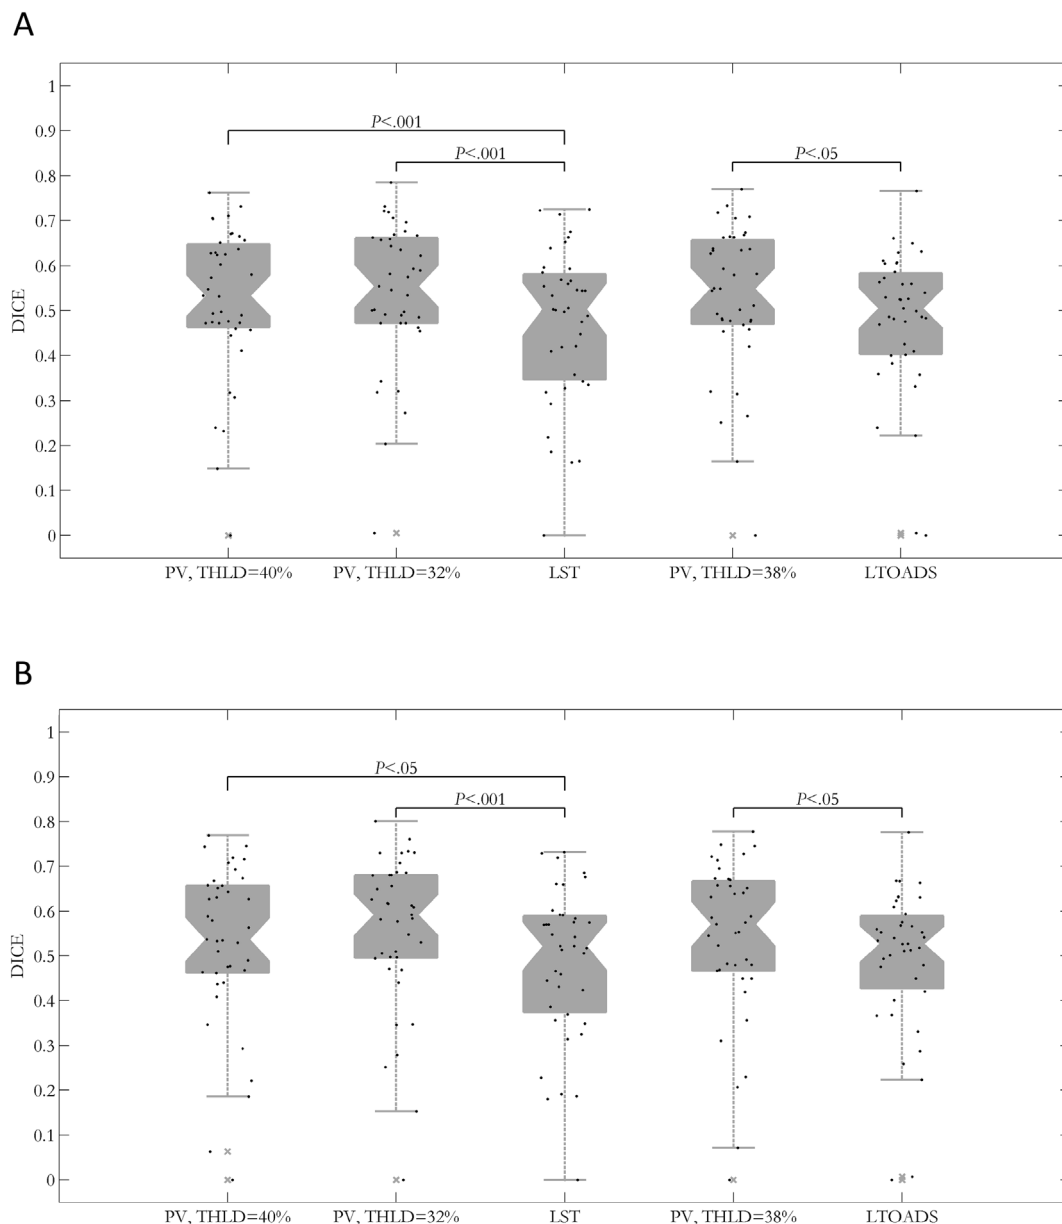 A
1
0.9
0.8
0.7
0.6
0.5
0.4
0.3
0.2
0.1
0
DICE
P<.001
P<.001
P<.05
PV, THLD=40% PV, THLD=32% LST PV, THLD=38% LTOADS
B
1
0.9
0.8
0.7
0.6
0.5
0.4
0.3
0.2
0.1
0
DICE
P<.05
P<.001
P<.05
PV, THLD=40% PV, THLD=32% LST PV, THLD=38% LTOADS